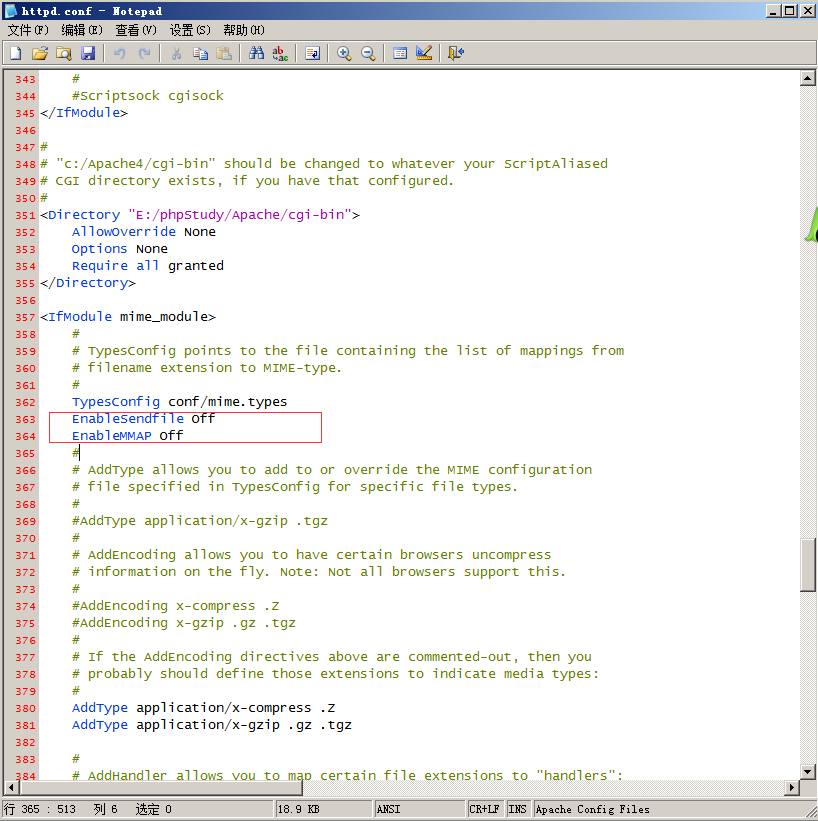 httpd.conf - Notepad
文件(F) 编辑(E) 查看(V) 设置(S) 帮助(H)
343 #
344 #Scriptsock cgisock
345 </IfModule>
346
347 #
348 # "c:/Apache4/cgi-bin" should be changed to whatever your ScriptAliased
349 # CGI directory exists, if you have that configured.
350 #
351 <Directory "E:/phpStudy/Apache/cgi-bin">
352 AllowOverride None
353 Options None
354 Require all granted
355 </Directory>
356
357 <IfModule mime_module>
358 #
359 # TypesConfig points to the file containing the list of mappings from
360 # filename extension to MIME-type.
361 #
362 TypesConfig conf/mime.types
363 EnableSendfile Off
364 EnableMMAP Off
365 #
366 # AddType allows you to add to or override the MIME configuration
367 # file specified in TypesConfig for specific file types.
368 #
369 #AddType application/x-gzip .tgz
370 #
371 # AddEncoding allows you to have certain browsers uncompress
372 # information on the fly. Note: Not all browsers support this.
373 #
374 #AddEncoding x-compress .Z
375 #AddEncoding x-gzip .gz .tgz
376 #
377 # If the AddEncoding directives above are commented-out, then you
378 # probably should define those extensions to indicate media types:
379 #
380 AddType application/x-compress .Z
381 AddType application/x-gzip .gz .tgz
382
383 #
384 # AddHandler allows you to map certain file extensions to "handlers":
行 365 : 513 列 6 选定 0 18.9 KB ANSI CR+LF INS Apache Config Files